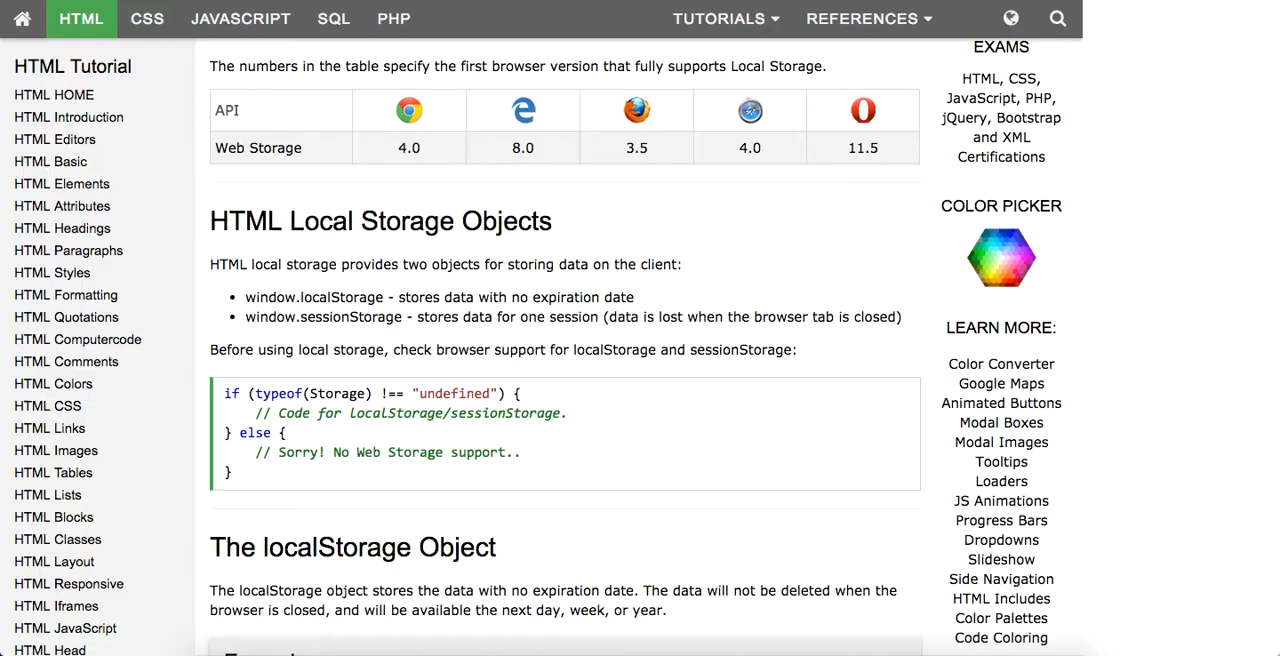 HTML CSS JAVASCRIPT SQL PHP TUTORIALS REFERENCES
HTML Tutorial
HTML HOME
HTML Introduction
HTML Editors
HTML Basic
HTML Elements
HTML Attributes
HTML Headings
HTML Paragraphs
HTML Styles
HTML Formatting
HTML Quotations
HTML Computercode
HTML Comments
HTML Colors
HTML CSS
HTML Links
HTML Images
HTML Tables
HTML Lists
HTML Blocks
HTML Classes
HTML Layout
HTML Responsive
HTML Iframes
HTML JavaScript
HTML Head
The numbers in the table specify the first browser version that fully supports Local Storage.
API
Web Storage 4.0 8.0 3.5 4.0 11.5
HTML Local Storage Objects
HTML local storage provides two objects for storing data on the client:
• window.localStorage - stores data with no expiration date
• window.sessionStorage - stores data for one session (data is lost when the browser tab is closed)
Before using local storage, check browser support for localStorage and sessionStorage:
if (typeof(Storage) !== "undefined") {
    // Code for localStorage/sessionStorage.
} else {
    // Sorry! No Web Storage support..
}
The localStorage Object
The localStorage object stores the data with no expiration date. The data will not be deleted when the
browser is closed, and will be available the next day, week, or year.
EXAMS
HTML, CSS,
JavaScript, PHP,
jQuery, Bootstrap
and XML
Certifications
COLOR PICKER
LEARN MORE:
Color Converter
Google Maps
Animated Buttons
Modal Boxes
Modal Images
Tooltips
Loaders
JS Animations
Progress Bars
Dropdowns
Slideshow
Side Navigation
HTML Includes
Color Palettes
Code Coloring